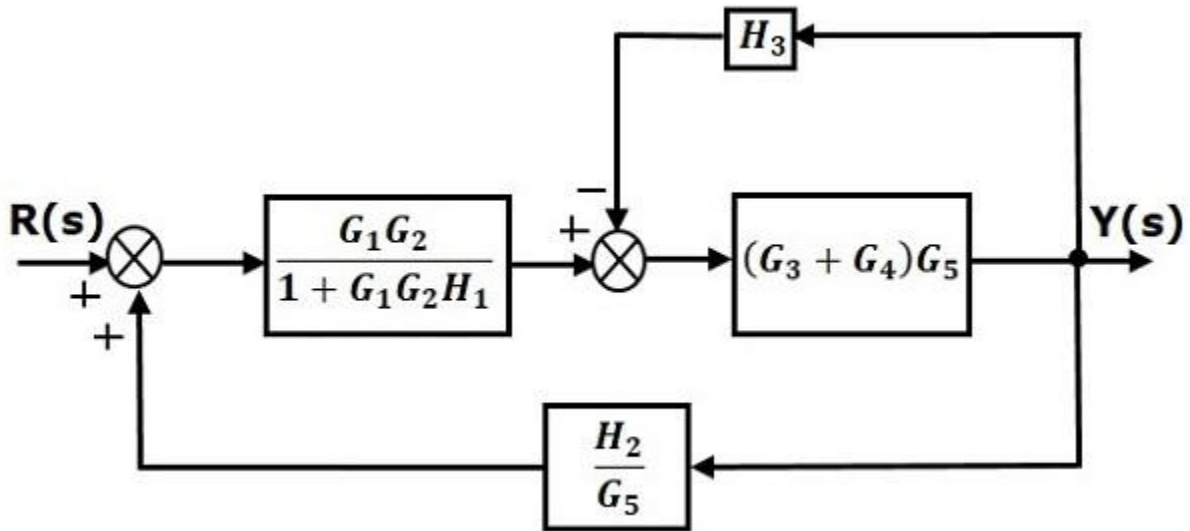 H₃
−
R(s)
+
+
G₁G₂
1 + G₁G₂H₁
+
(G₃ + G₄)G₅
Y(s)
H₂
G₅